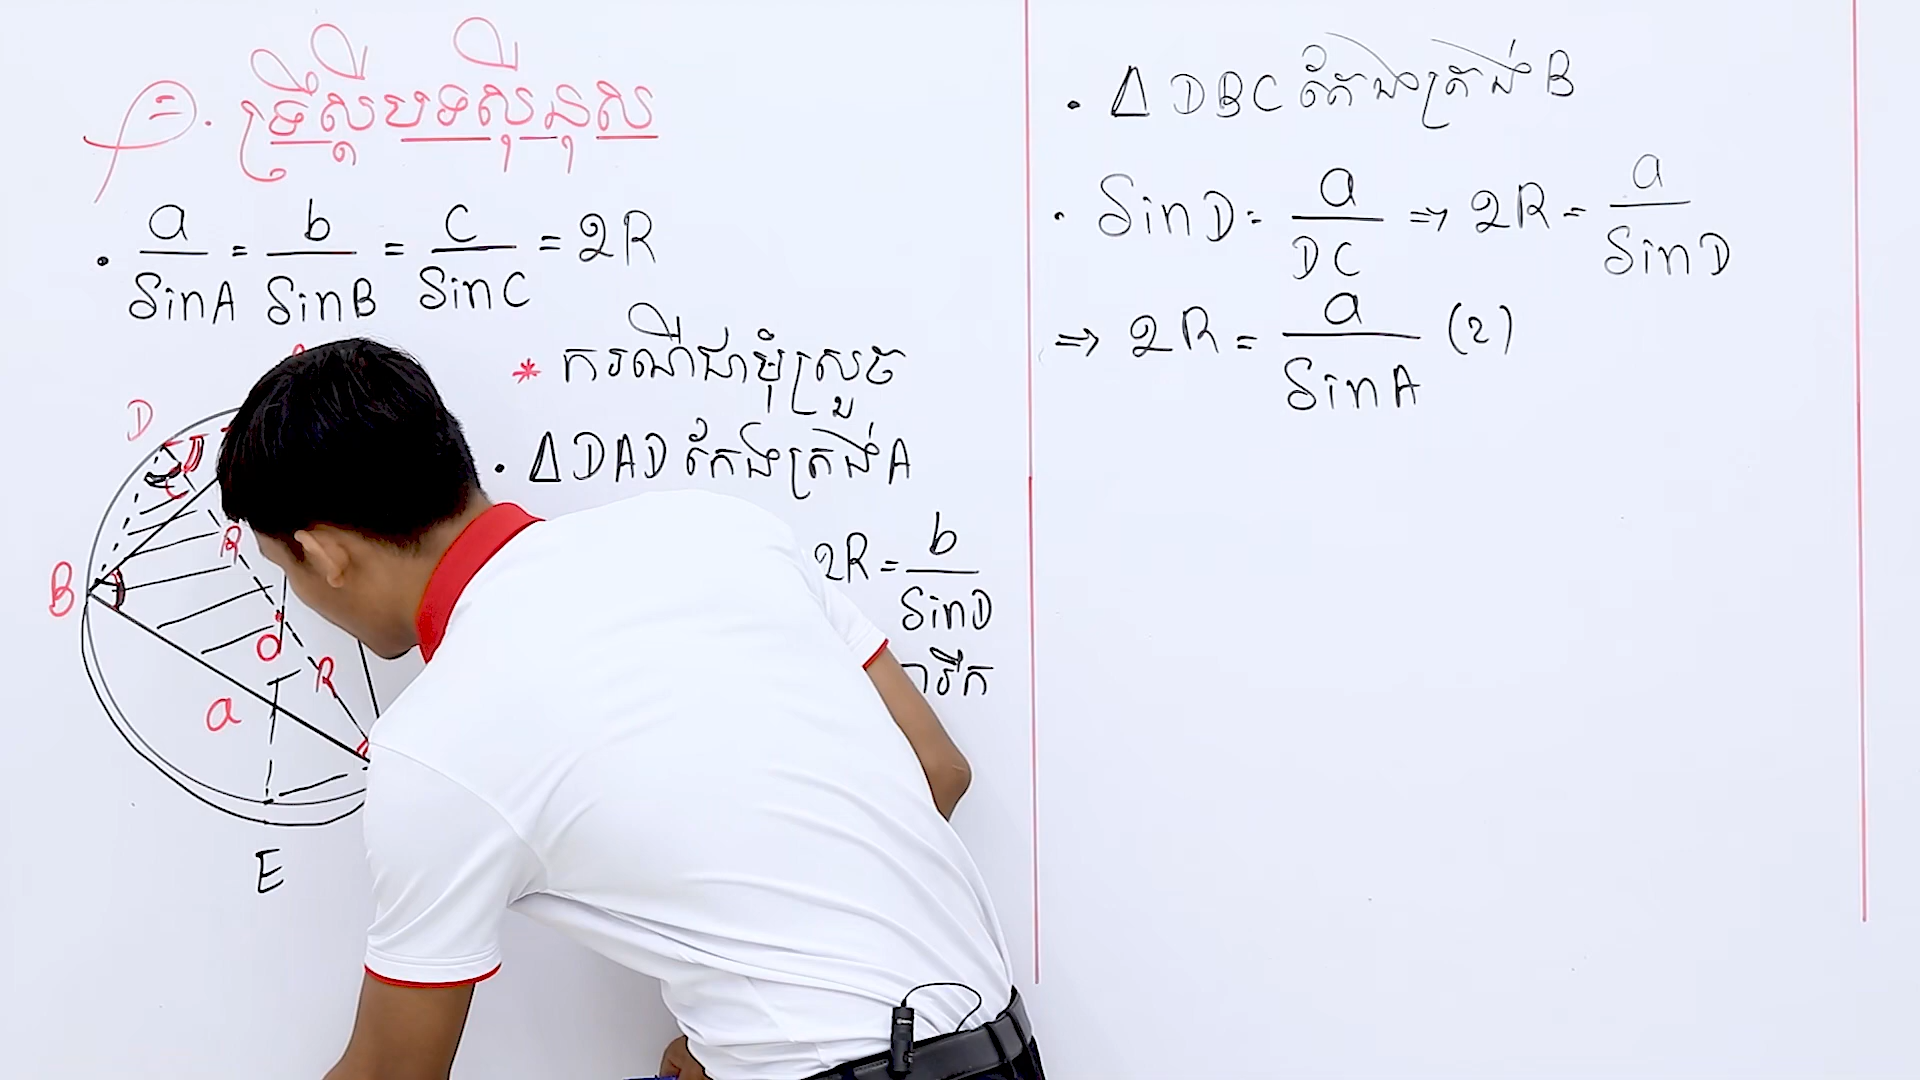 ២. ទ្រឹស្តីបទស៊ីនុស
• a/SinA = b/SinB = c/SinC = 2R
* ករណីជាមុំស្រួច
• Δ DAD កែងត្រង់ A
2R = b/SinD
D
B
R
O
R
a
E
• Δ DBC កែងត្រង់ B
• SinD = a/DC ⇒ 2R = a/SinD
⇒ 2R = a/SinA (2)